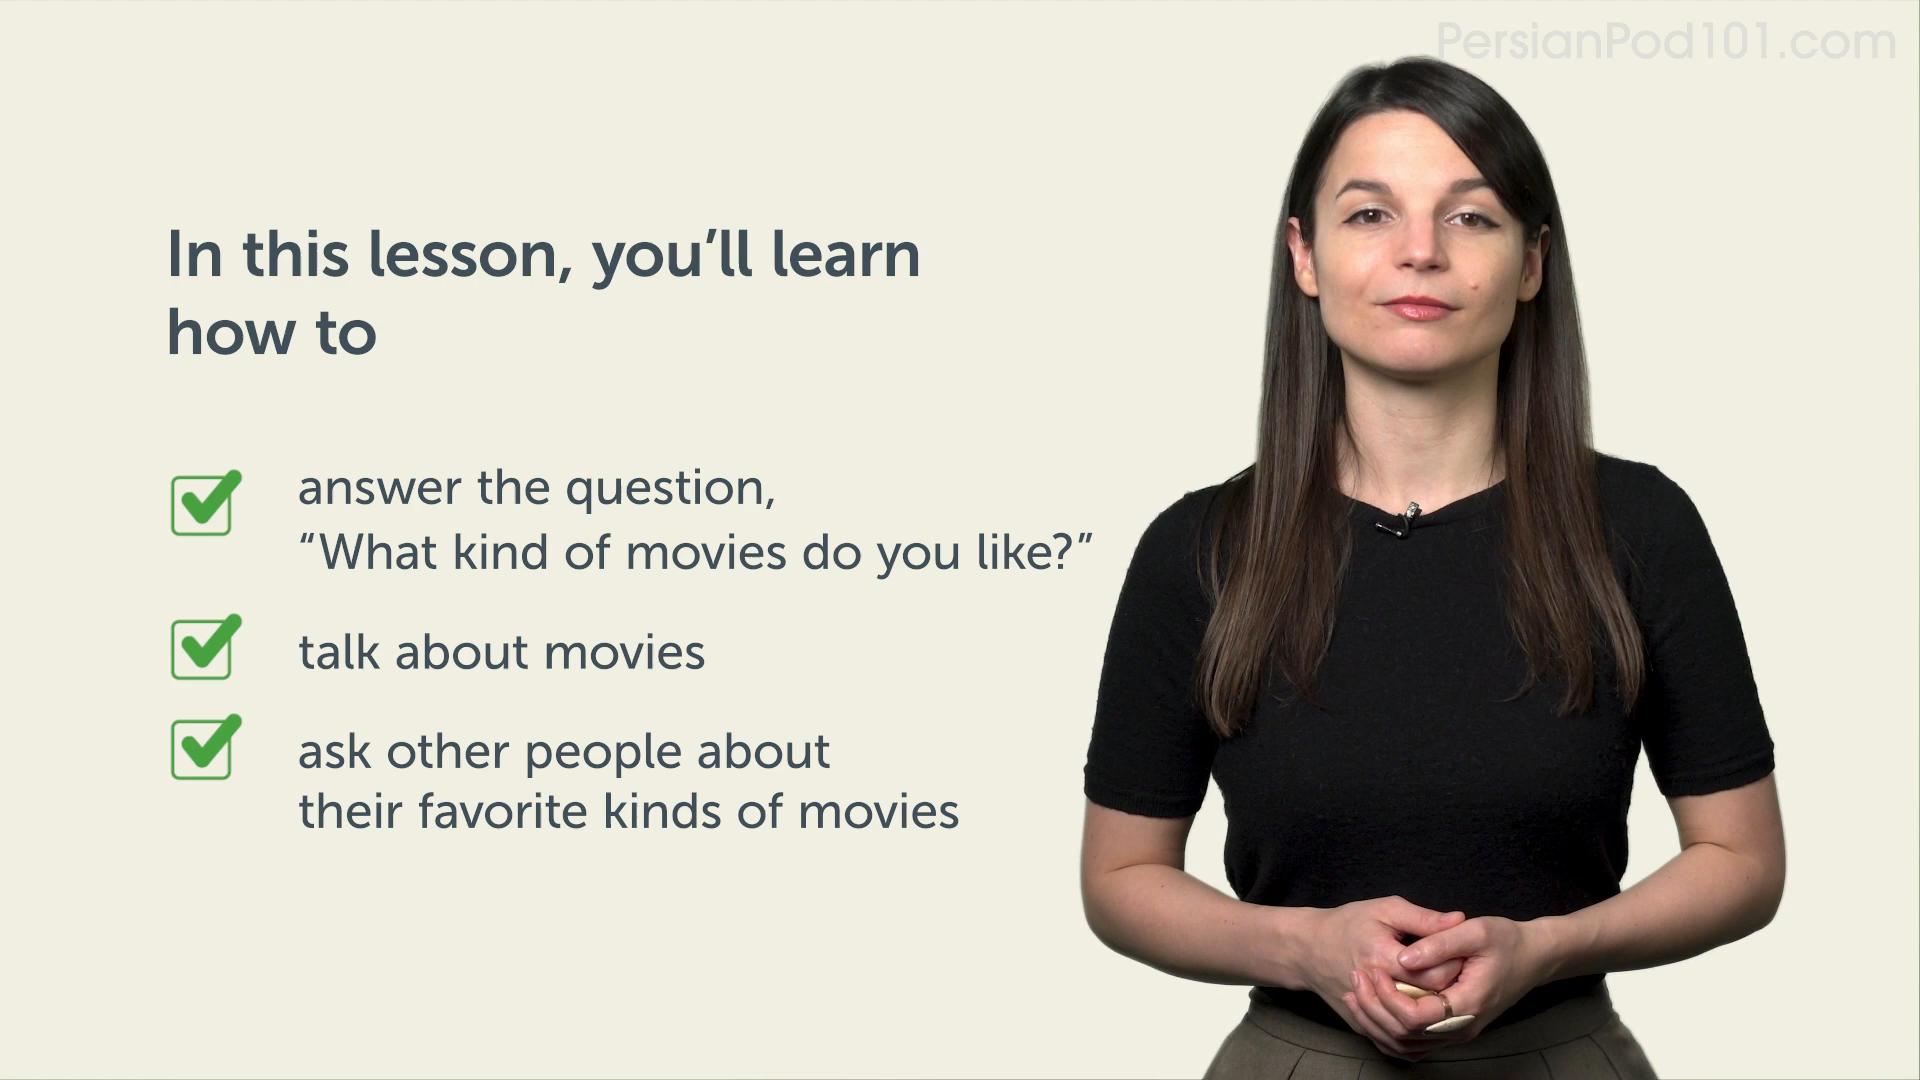 PersianPod101.com
In this lesson, you’ll learn
how to
answer the question,
“What kind of movies do you like?”
talk about movies
ask other people about
their favorite kinds of movies